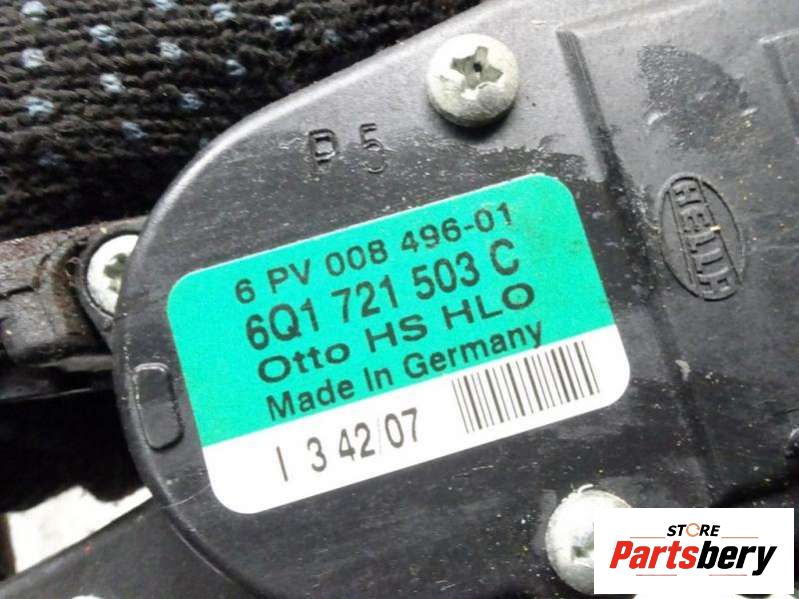 P 5
HELLA
6 PV 008 496-01
6Q1 721 503 C
Otto HS HLO
Made In Germany
I 3 42/07
STORE
Partsbery